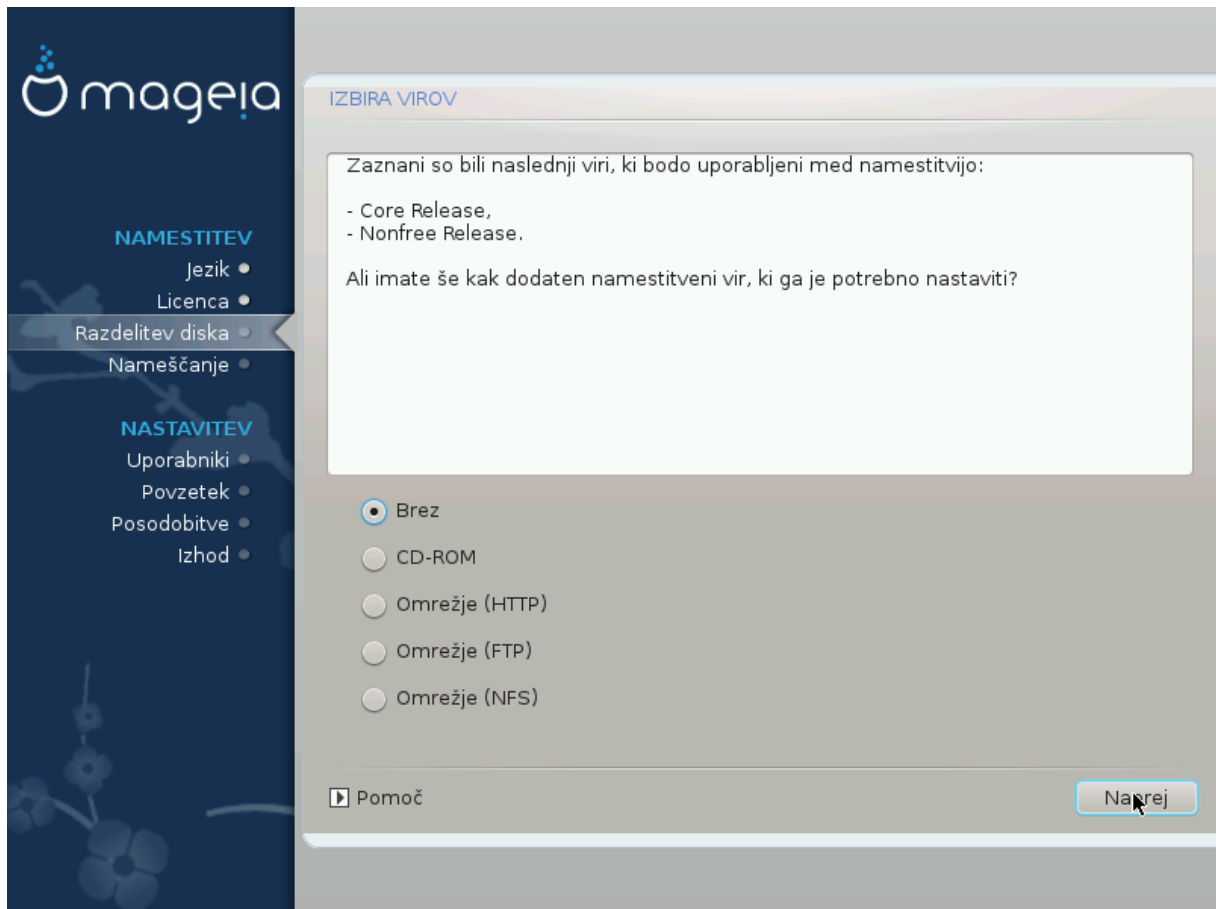 mageia
NAMESTITEV
Jezik
Licenca
Razdelitev diska
Nameščanje
NASTAVITEV
Uporabniki
Povzetek
Posodobitve
Izhod
IZBIRA VIROV
Zaznani so bili naslednji viri, ki bodo uporabljeni med namestitvijo:
- Core Release,
- Nonfree Release.
Ali imate še kak dodaten namestitveni vir, ki ga je potrebno nastaviti?
Brez
CD-ROM
Omrežje (HTTP)
Omrežje (FTP)
Omrežje (NFS)
Pomoč
Naprej